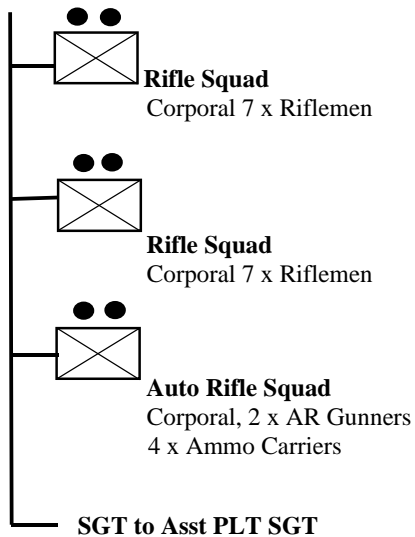 Rifle Squad
Corporal 7 x Riflemen
Rifle Squad
Corporal 7 x Riflemen
Auto Rifle Squad
Corporal, 2 x AR Gunners
4 x Ammo Carriers
SGT to Asst PLT SGT